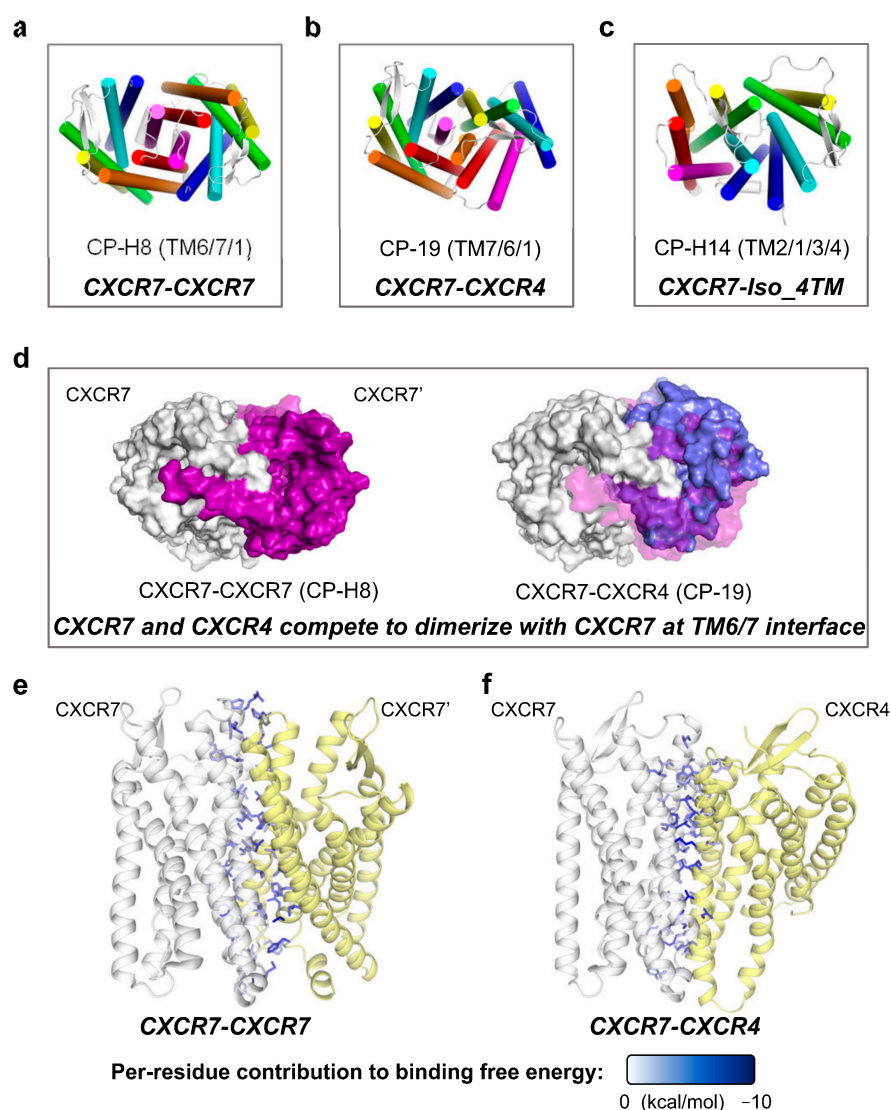 a
b
c
CP-H8 (TM6/7/1)
CXCR7-CXCR7
CP-19 (TM7/6/1)
CXCR7-CXCR4
CP-H14 (TM2/1/3/4)
CXCR7-Iso_4TM
d
CXCR7
CXCR7’
CXCR7-CXCR7 (CP-H8)
CXCR7-CXCR4 (CP-19)
CXCR7 and CXCR4 compete to dimerize with CXCR7 at TM6/7 interface
e
CXCR7
CXCR7’
CXCR7-CXCR7
f
CXCR7
CXCR4
CXCR7-CXCR4
Per-residue contribution to binding free energy:
0 (kcal/mol) −10